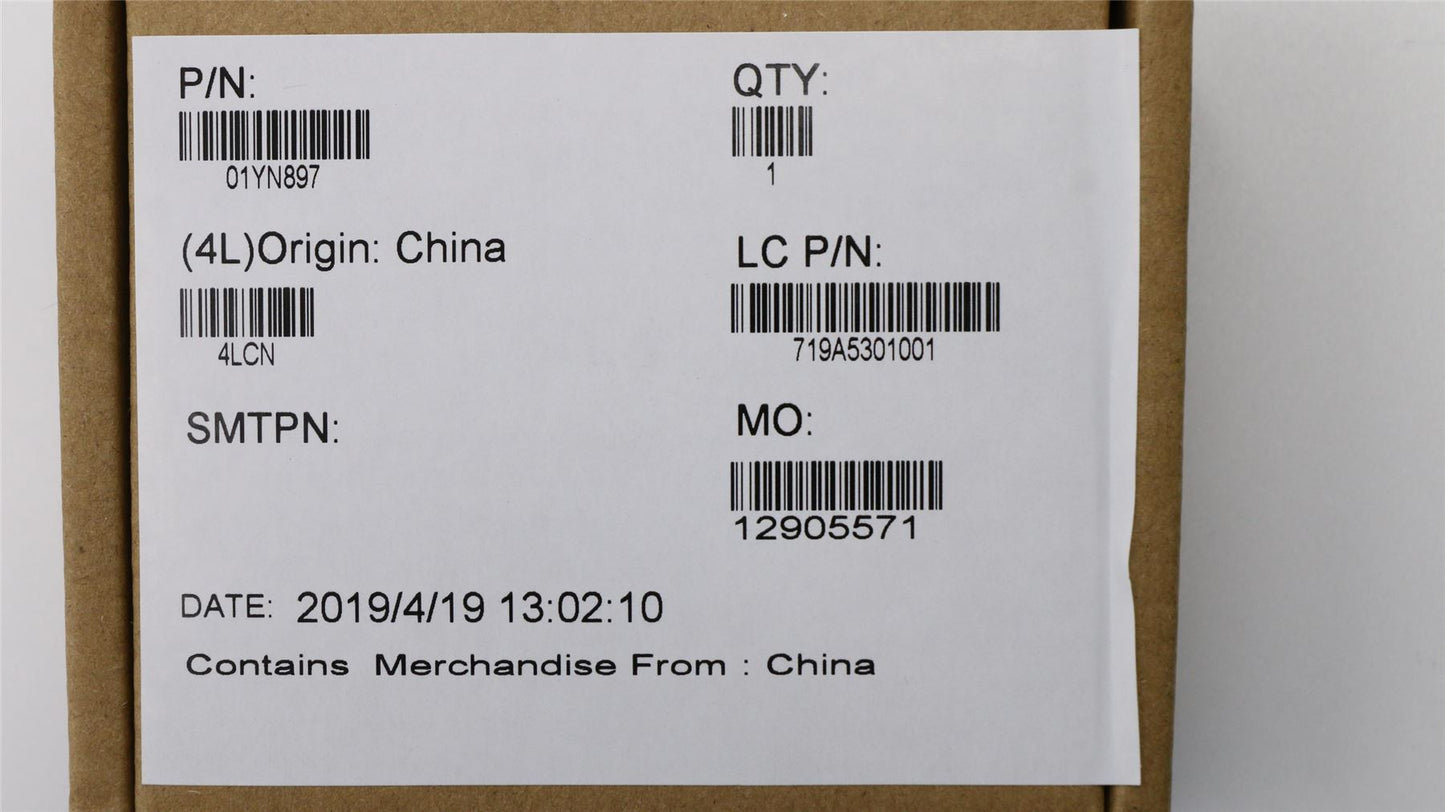 P/N:
01YN897
QTY:
1
(4L)Origin: China
4LCN
LC P/N:
719A5301001
SMTPN:
MO:
12905571
DATE: 2019/4/19 13:02:10
Contains Merchandise From : China